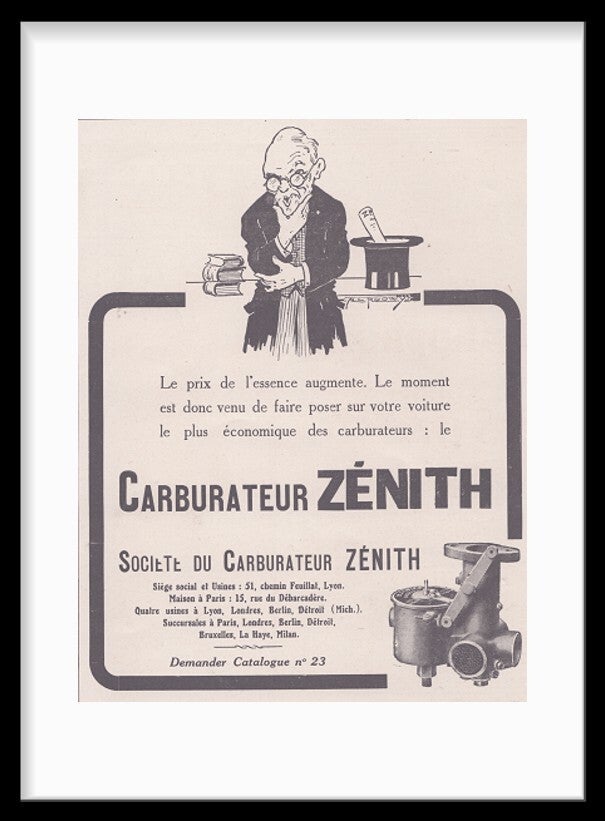 Le prix de l'essence augmente. Le moment
est donc venu de faire poser sur votre voiture
le plus économique des carburateurs : le
CARBURATEUR ZÉNITH
SOCIÉTÉ DU CARBURATEUR ZÉNITH
Siège social et Usines : 51, chemin Feuillat, Lyon.
Maison à Paris : 15, rue du Débarcadère.
Quatre usines à Lyon, Londres, Berlin, Détroit (Mich.).
Succursales à Paris, Londres, Berlin, Détroit,
Bruxelles, La Haye, Milan.
Demander Catalogue n° 23